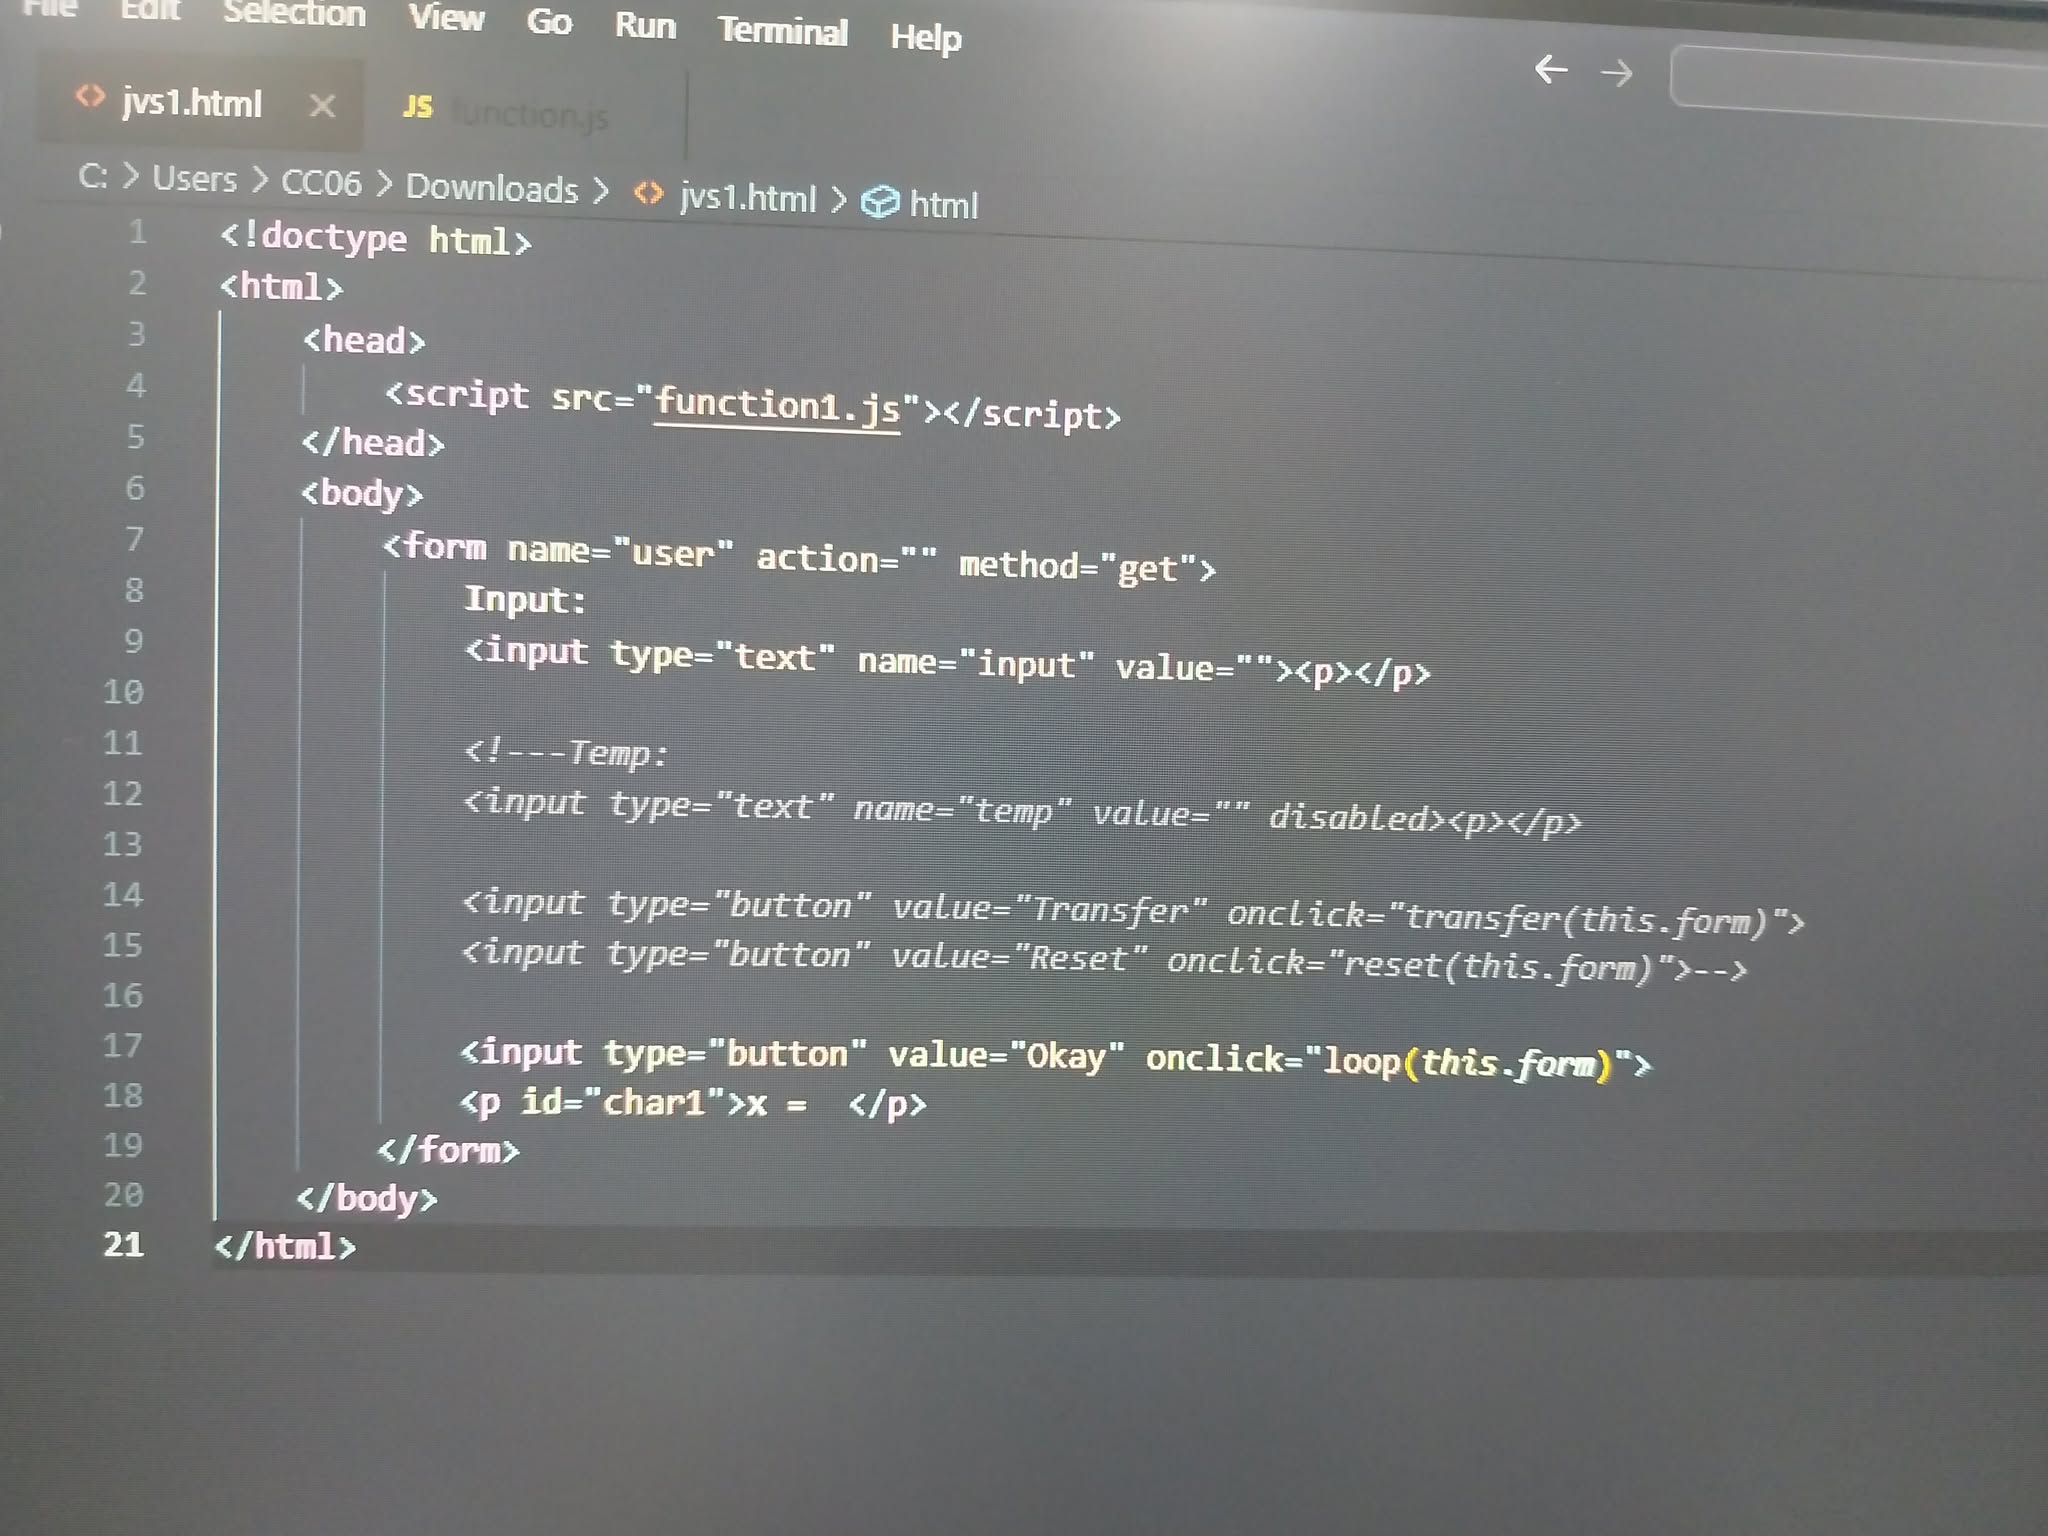 File Edit Selection View Go Run Terminal Help
jvs1.html JS function.js
C: > Users > CC06 > Downloads > jvs1.html > html
1 <!doctype html>
2 <html>
3 <head>
4 <script src="function1.js"></script>
5 </head>
6 <body>
7 <form name="user" action="" method="get">
8 Input:
9 <input type="text" name="input" value=""><p></p>
10
11 <!---Temp:
12 <input type="text" name="temp" value="" disabled><p></p>
13
14 <input type="button" value="Transfer" onclick="transfer(this.form)">
15 <input type="button" value="Reset" onclick="reset(this.form)">-->
16
17 <input type="button" value="Okay" onclick="loop(this.form)">
18 <p id="char1">x =  </p>
19 </form>
20 </body>
21 </html>